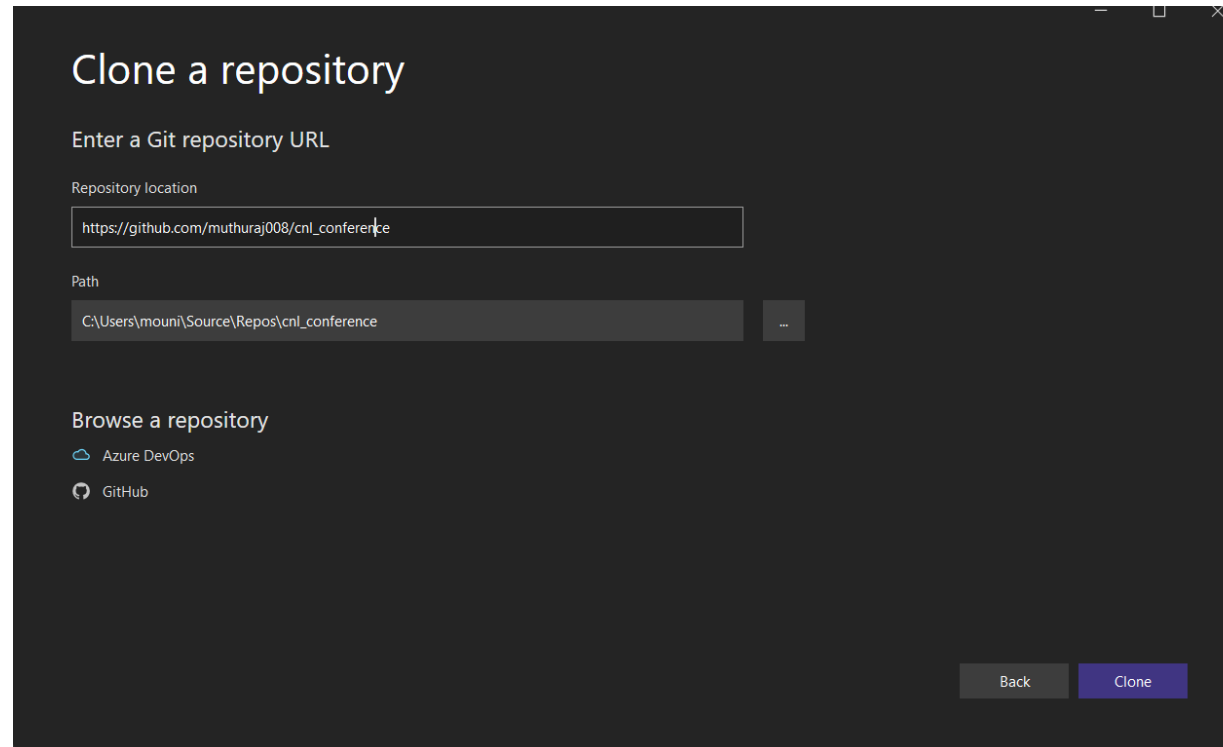 Clone a repository
Enter a Git repository URL
Repository location
https://github.com/muthuraj008/cnl_conference
Path
C:\Users\mouni\Source\Repos\cnl_conference
...
Browse a repository
Azure DevOps
GitHub
Back
Clone